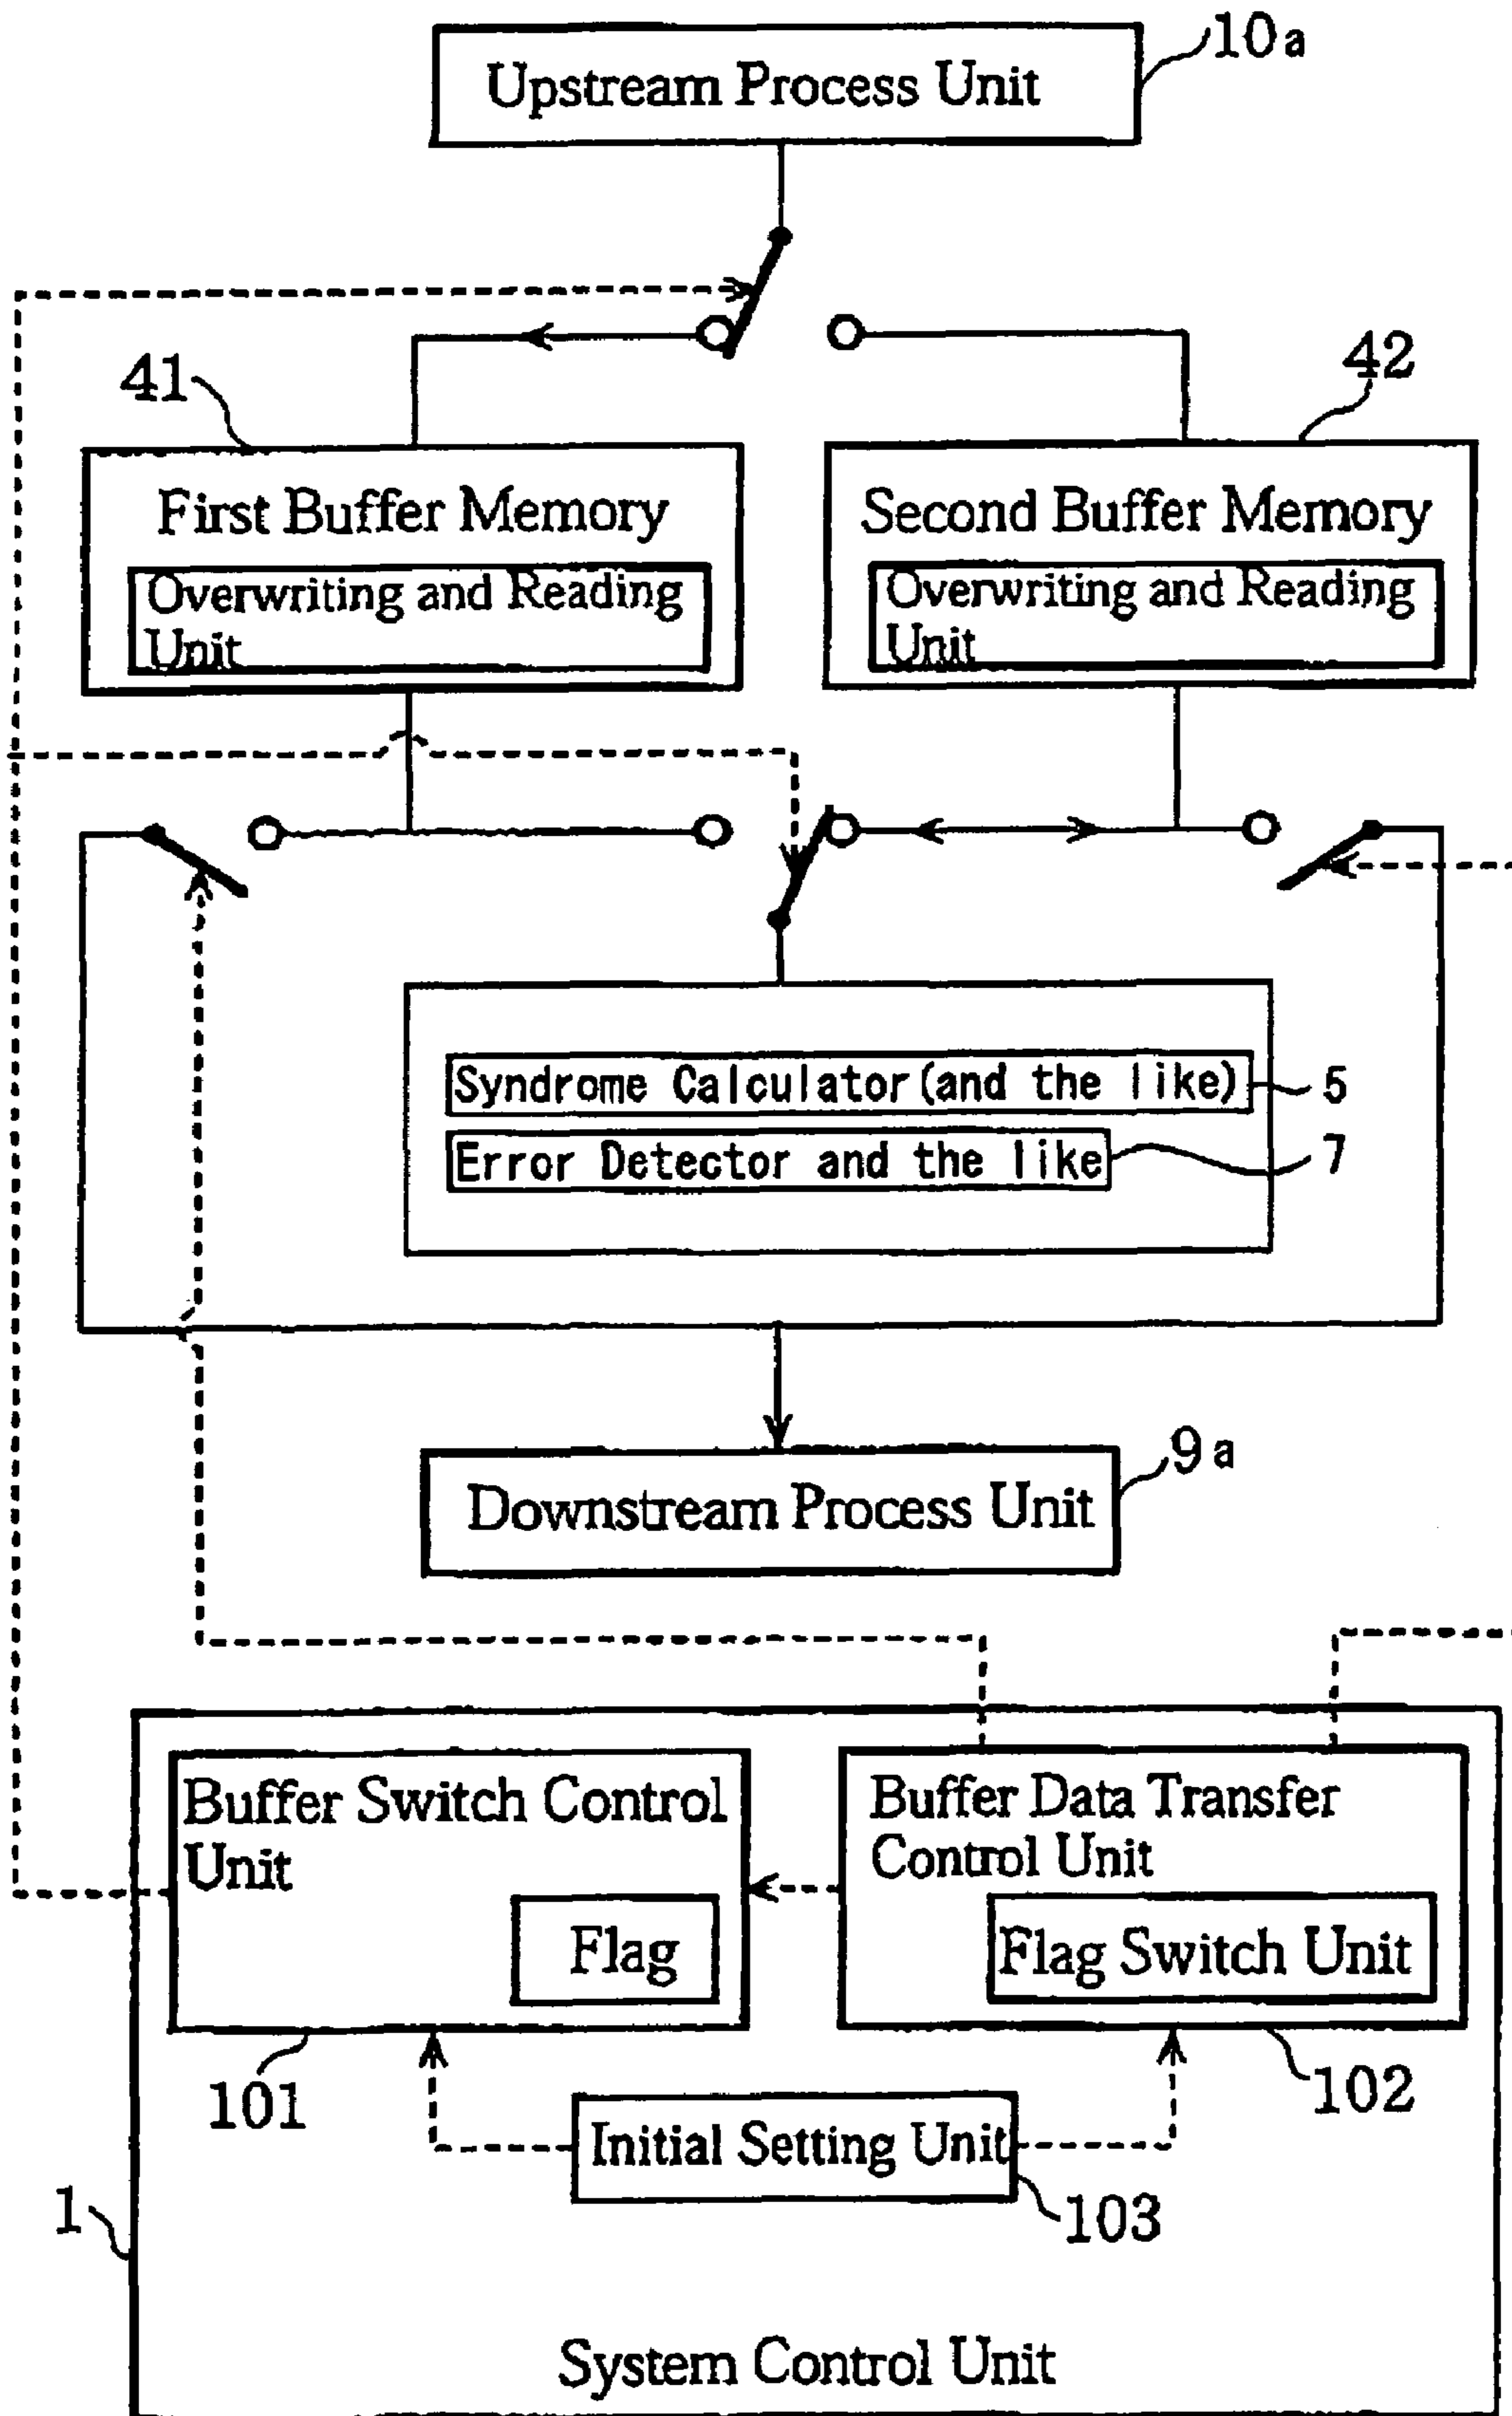 10a
Upstream Process Unit
41
42
First Buffer Memory
Overwriting and Reading
Unit
Second Buffer Memory
Overwriting and Reading
Unit
Syndrome Calculator(and the like)
5
Error Detector and the like
7
9a
Downstream Process Unit
Buffer Switch Control
Unit
Flag
Buffer Data Transfer
Control Unit
Flag Switch Unit
101
102
Initial Setting Unit
103
1
System Control Unit